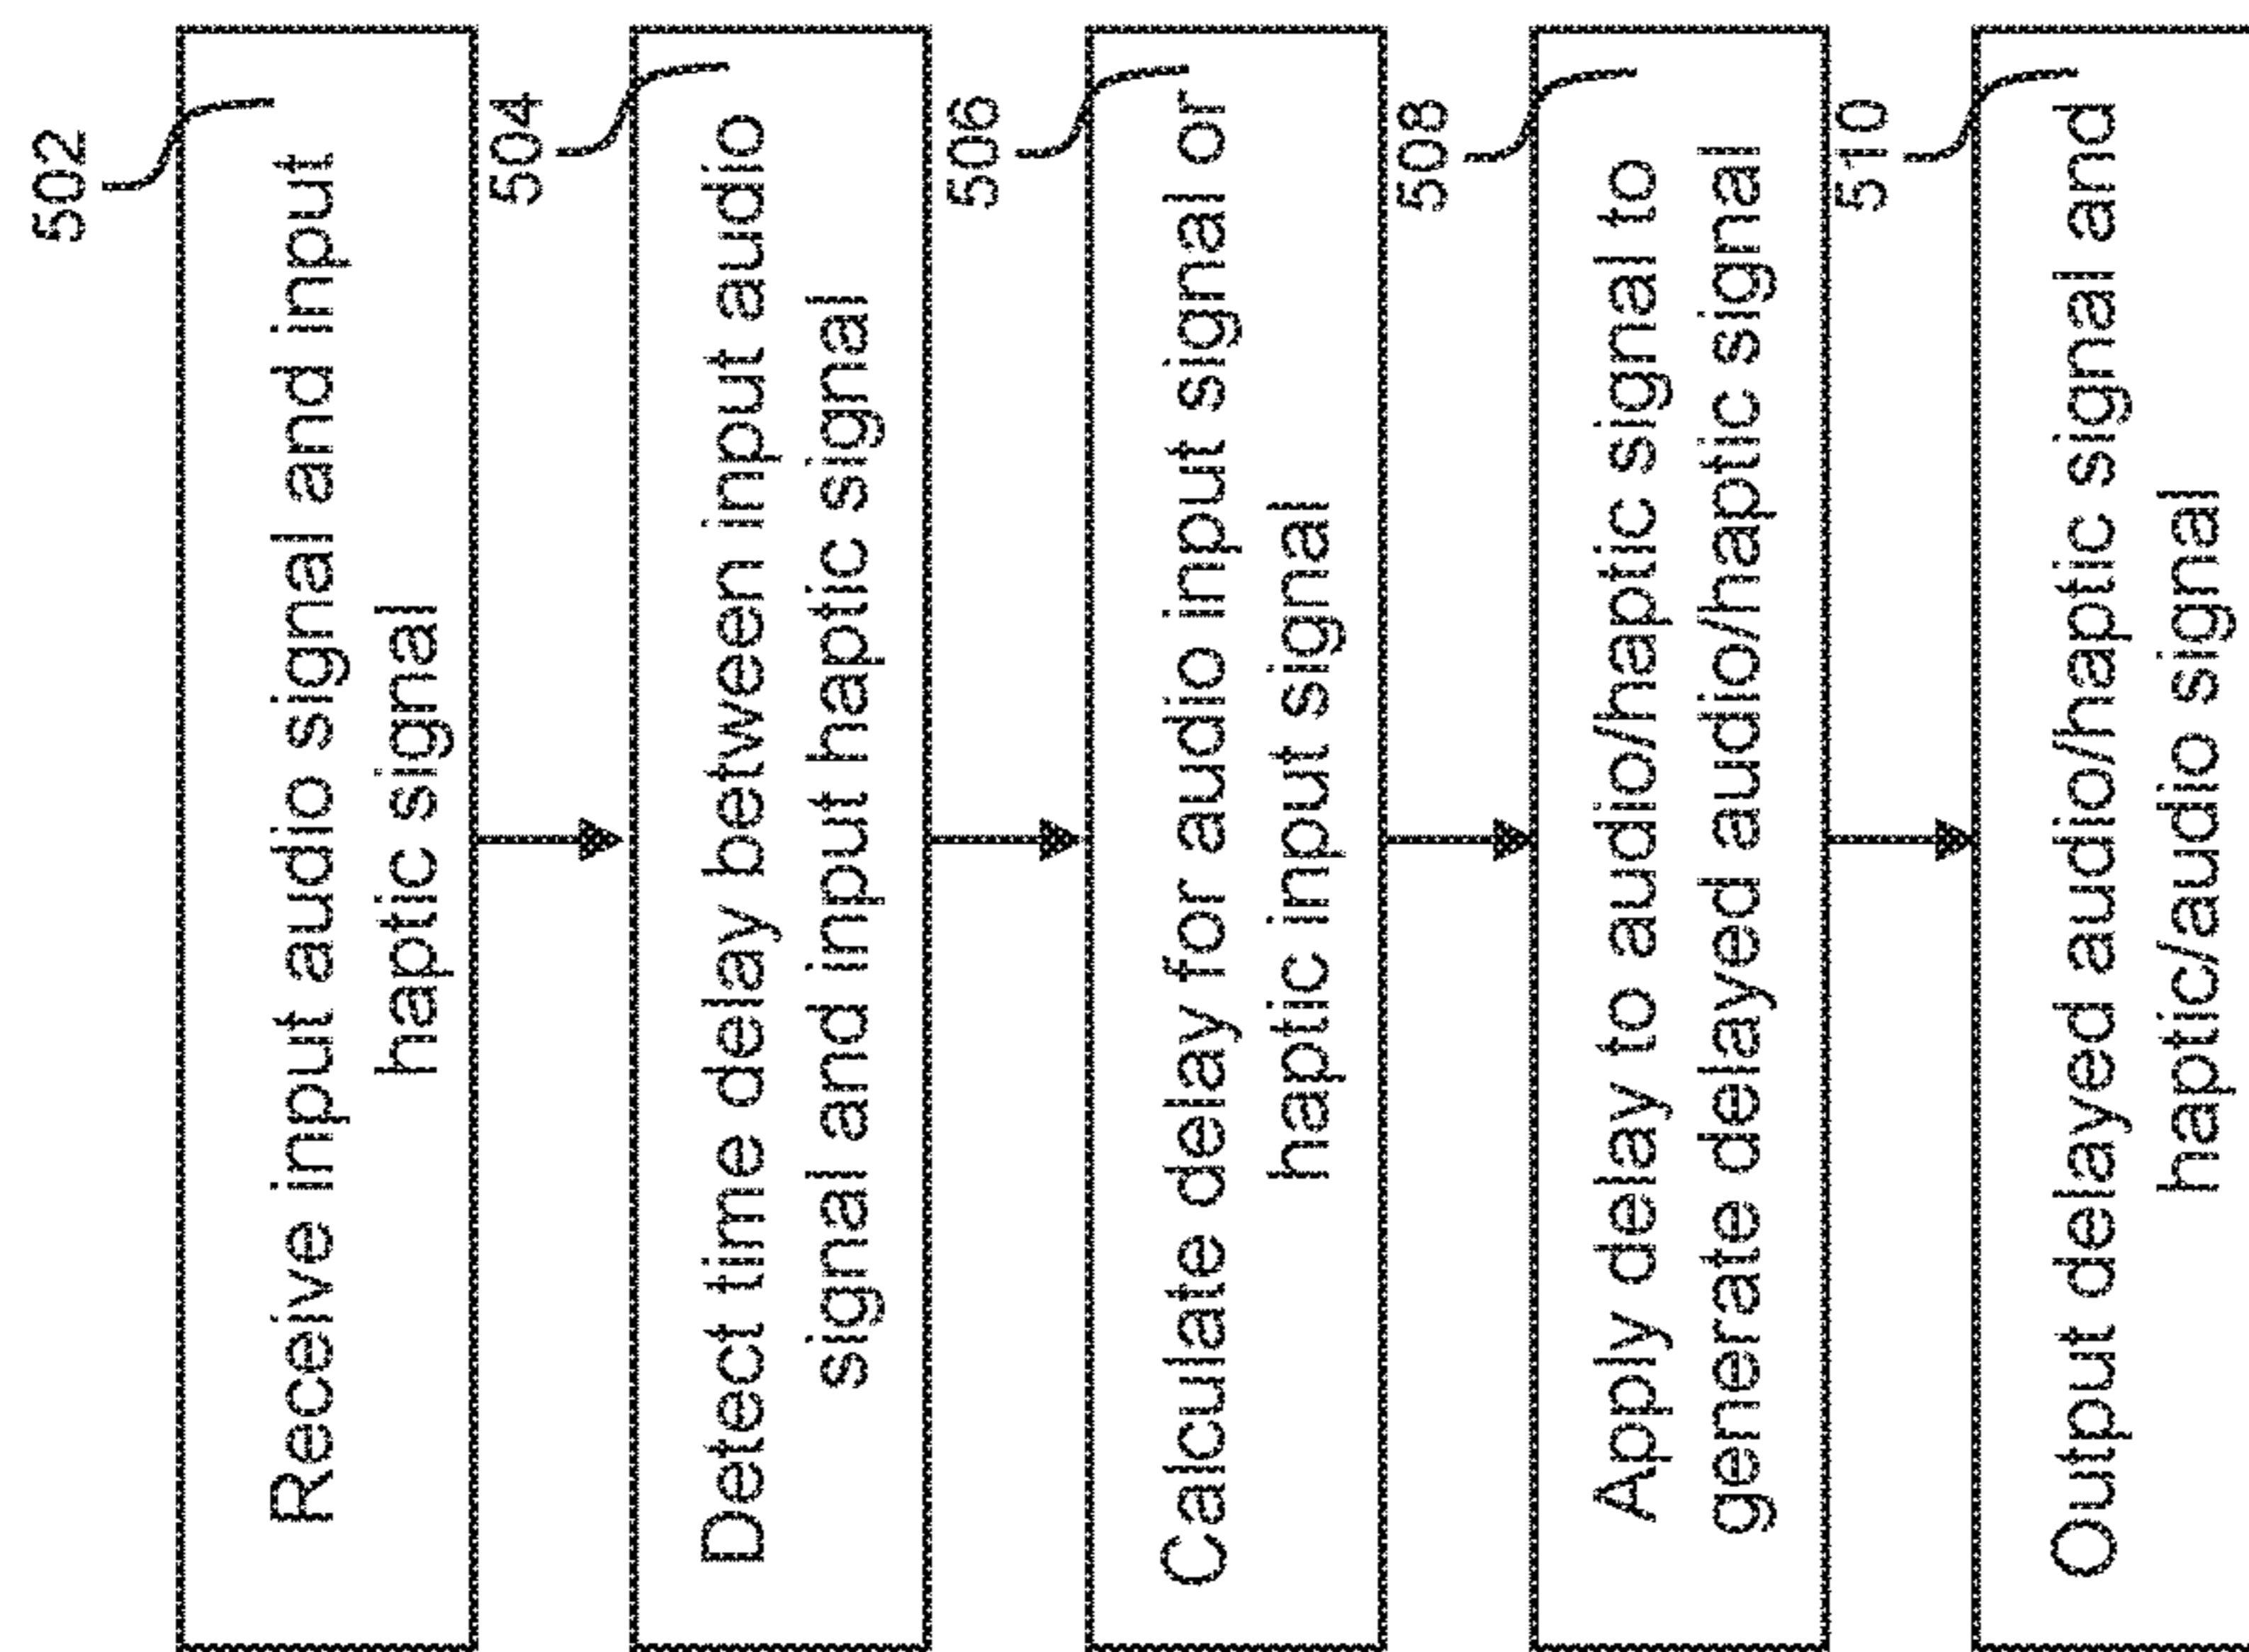 502
Receive input audio signal and input
haptic signal
504
Detect time delay between input audio
signal and input haptic signal
506
Calculate delay for audio input signal or
haptic input signal
508
Apply delay to audio/haptic signal to
generate delayed audio/haptic signal
510
Output delayed audio/haptic signal and
haptic/audio signal